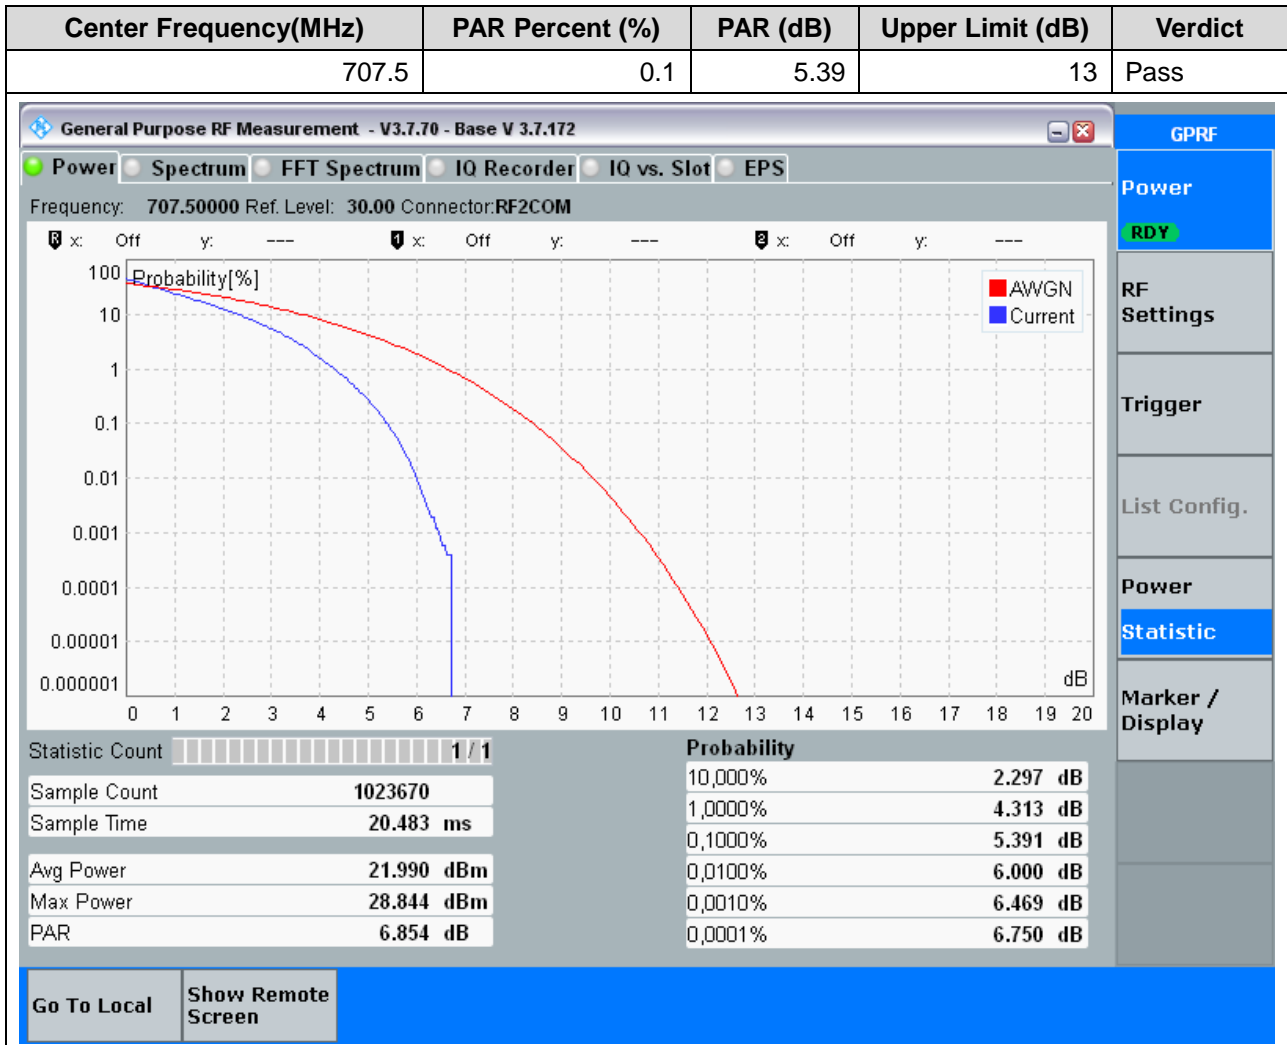 Center Frequency(MHz) PAR Percent (%) PAR (dB) Upper Limit (dB) Verdict
707.5 0.1 5.39 13 Pass
General Purpose RF Measurement - V3.7.70 - Base V 3.7.172
GPRF
Power Spectrum FFT Spectrum IQ Recorder IQ vs. Slot EPS
Frequency: 707.50000 Ref. Level: 30.00 Connector:RF2COM
R x: Off y: --- 1 x: Off y: --- 2 x: Off y: ---
Probability[%]
AWGN
Current
100
10
1
0.1
0.01
0.001
0.0001
0.00001
0.000001
dB
0 1 2 3 4 5 6 7 8 9 10 11 12 13 14 15 16 17 18 19 20
Statistic Count 1 / 1
Sample Count 1023670
Sample Time 20.483 ms
Avg Power 21.990 dBm
Max Power 28.844 dBm
PAR 6.854 dB
Probability
10,000% 2.297 dB
1,0000% 4.313 dB
0,1000% 5.391 dB
0,0100% 6.000 dB
0,0010% 6.469 dB
0,0001% 6.750 dB
Power
RDY
RF
Settings
Trigger
List Config.
Power
Statistic
Marker /
Display
Go To Local
Show Remote
Screen